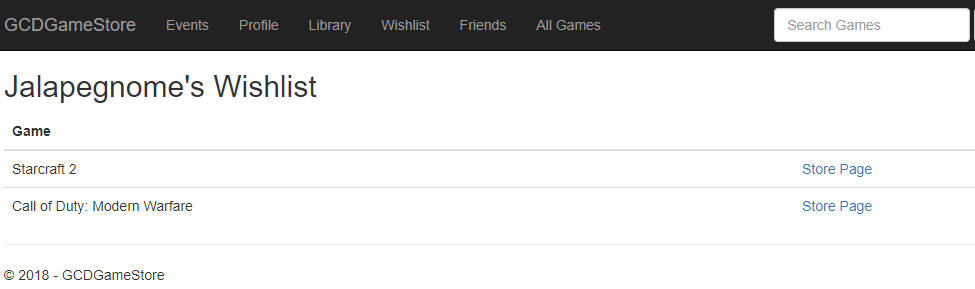 GCDGameStore Events Profile Library Wishlist Friends All Games Search Games
Jalapegnome's Wishlist
Game
Starcraft 2 Store Page
Call of Duty: Modern Warfare Store Page
© 2018 - GCDGameStore